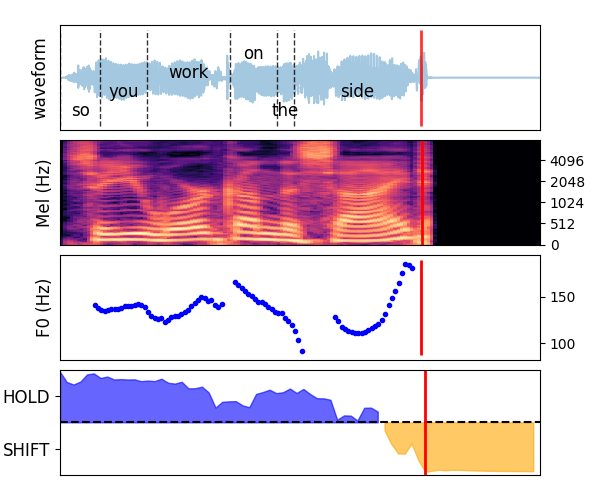 waveform
so
you
work
on
the
side
Mel (Hz)
4096
2048
1024
512
0
F0 (Hz)
150
100
HOLD
SHIFT